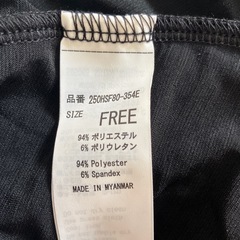 品番 250HSF80-354E
SIZE FREE
94% ポリエステル
6% ポリウレタン
94% Polyester
6% Spandex
MADE IN MYANMAR